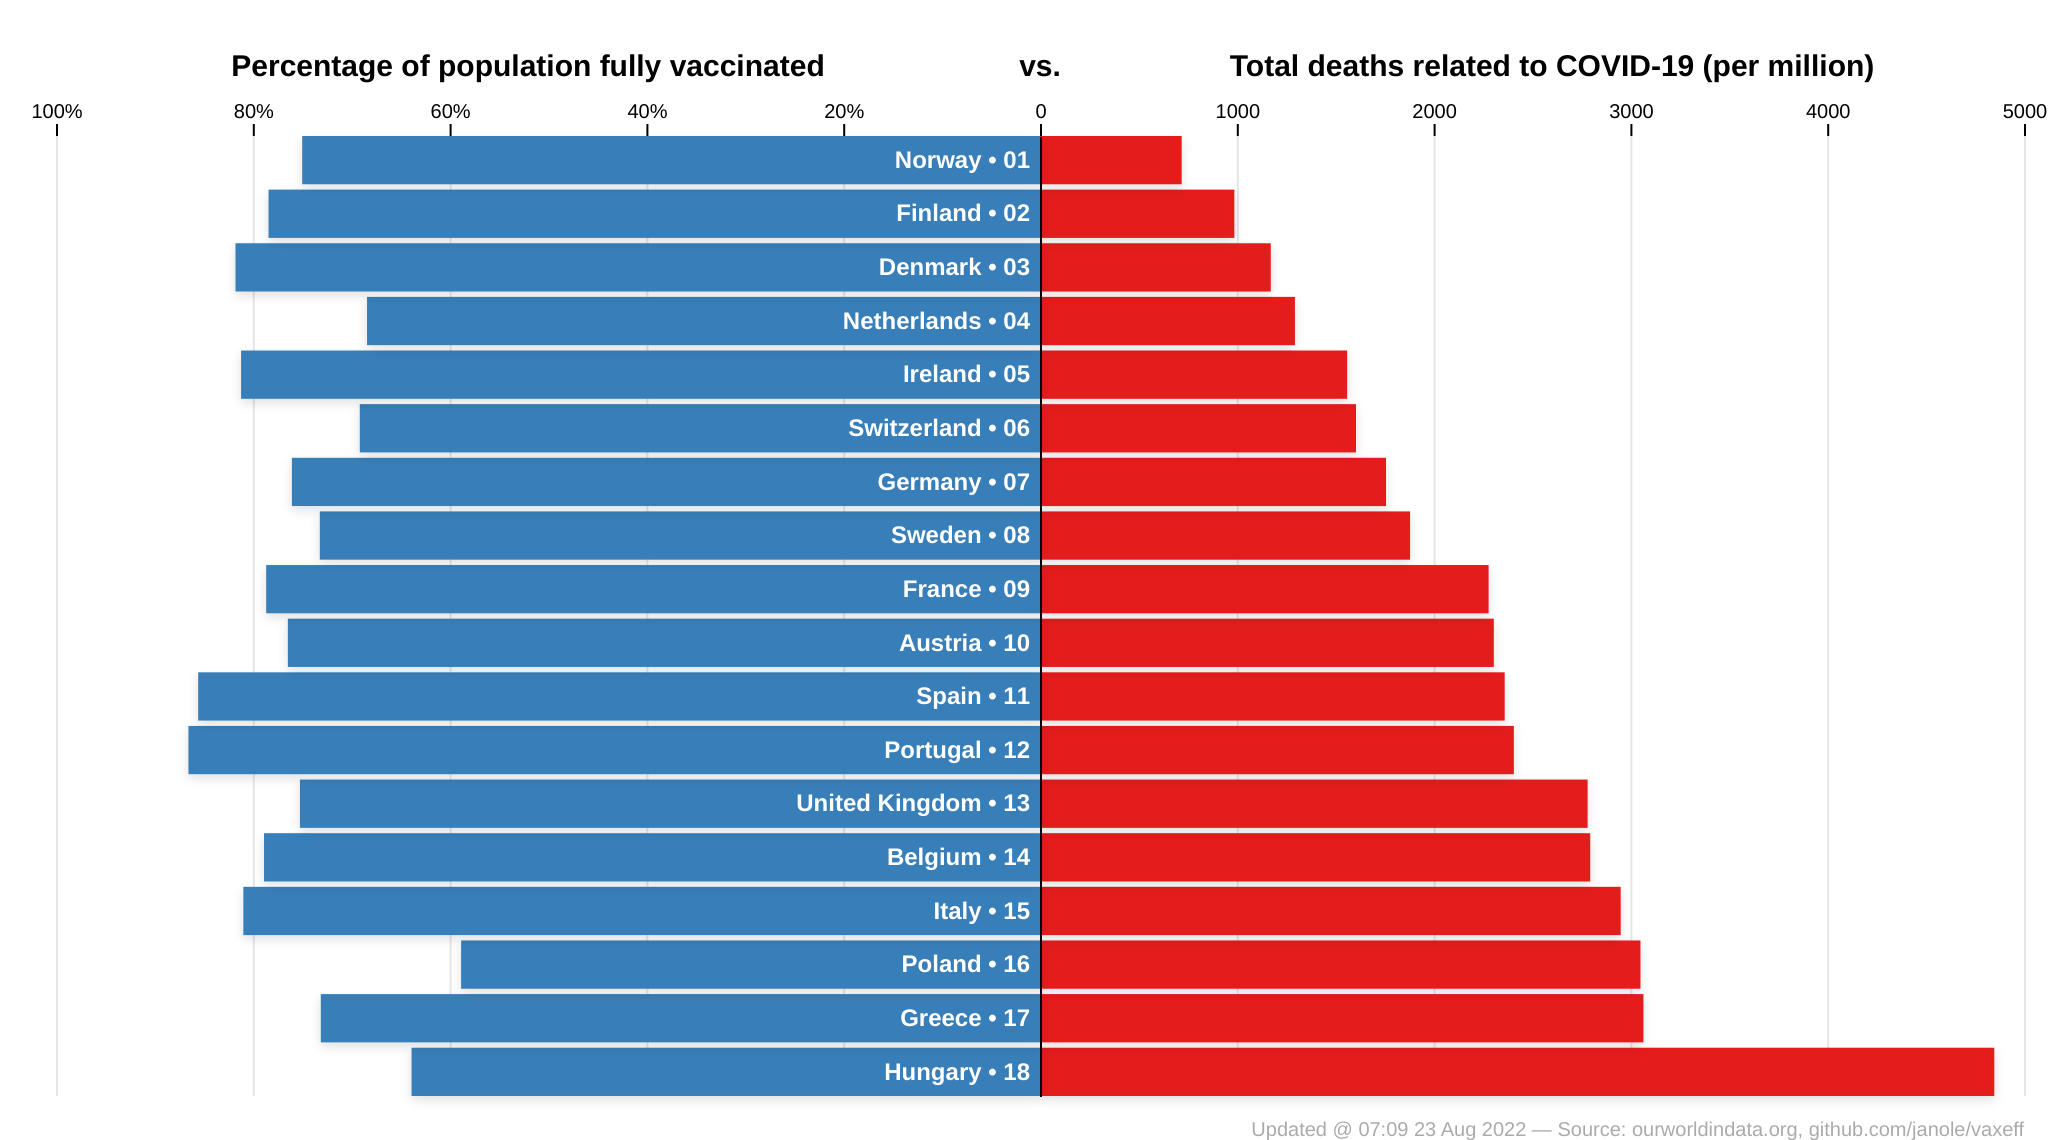 Percentage of population fully vaccinated vs. Total deaths related to COVID-19 (per million)
100% 80% 60% 40% 20% 0 1000 2000 3000 4000 5000
Norway • 01
Finland • 02
Denmark • 03
Netherlands • 04
Ireland • 05
Switzerland • 06
Germany • 07
Sweden • 08
France • 09
Austria • 10
Spain • 11
Portugal • 12
United Kingdom • 13
Belgium • 14
Italy • 15
Poland • 16
Greece • 17
Hungary • 18
Updated @ 07:09 23 Aug 2022 — Source: ourworldindata.org, github.com/janole/vaxeff